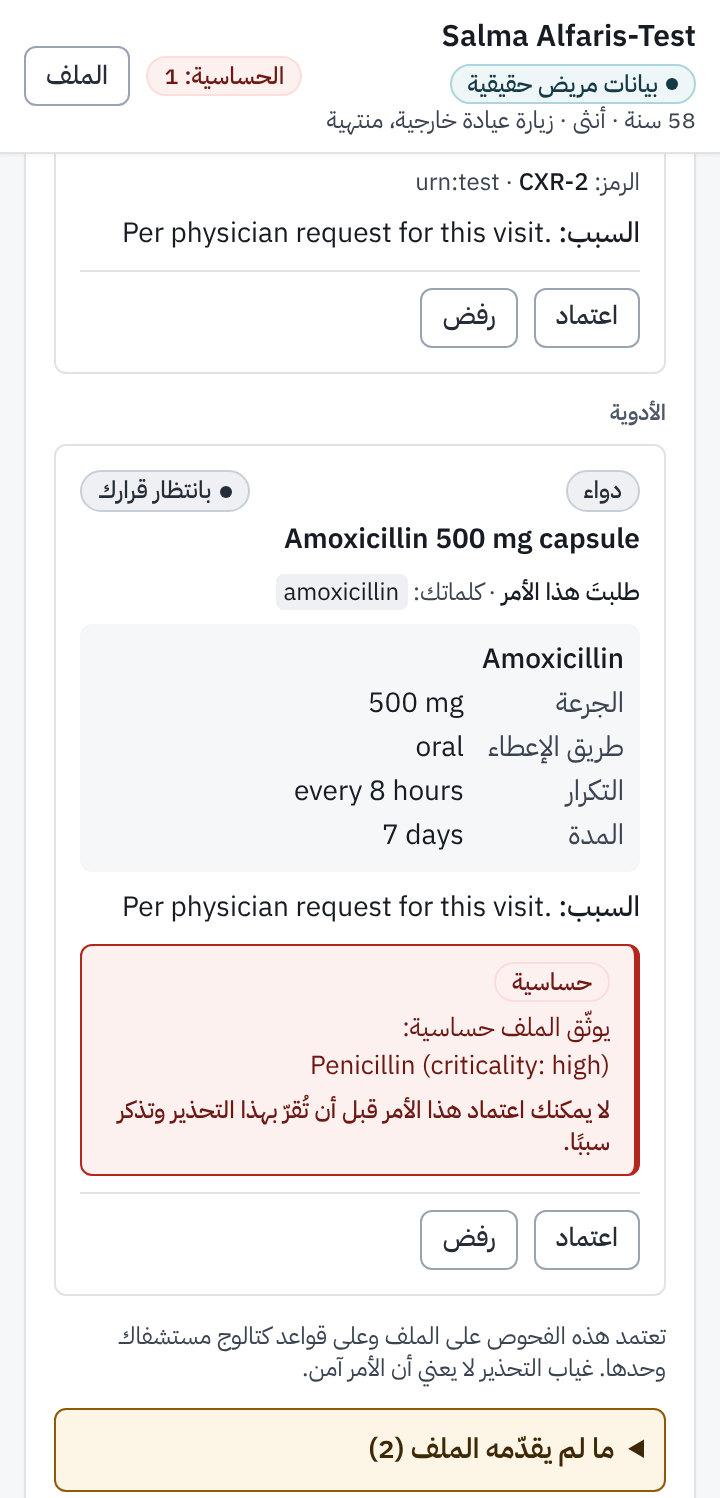 Salma Alfaris-Test
بيانات مريض حقيقية
58 سنة · أنثى · زيارة عيادة خارجية، منتهية
الحساسية: 1
الملف
الرمز: CXR-2 · urn:test
السبب: Per physician request for this visit.
اعتماد
رفض
الأدوية
دواء
بانتظار قرارك
Amoxicillin 500 mg capsule
طلبتَ هذا الأمر · كلماتك: amoxicillin
Amoxicillin
الجرعة 500 mg
طريق الإعطاء oral
التكرار every 8 hours
المدة 7 days
السبب: Per physician request for this visit.
حساسية
يوثّق الملف حساسية:
Penicillin (criticality: high)
لا يمكنك اعتماد هذا الأمر قبل أن تُقرّ بهذا التحذير وتذكر
سببًا.
اعتماد
رفض
تعتمد هذه الفحوص على الملف وعلى قواعد كتالوج مستشفاك
وحدها. غياب التحذير لا يعني أن الأمر آمن.
ما لم يقدّمه الملف (2)